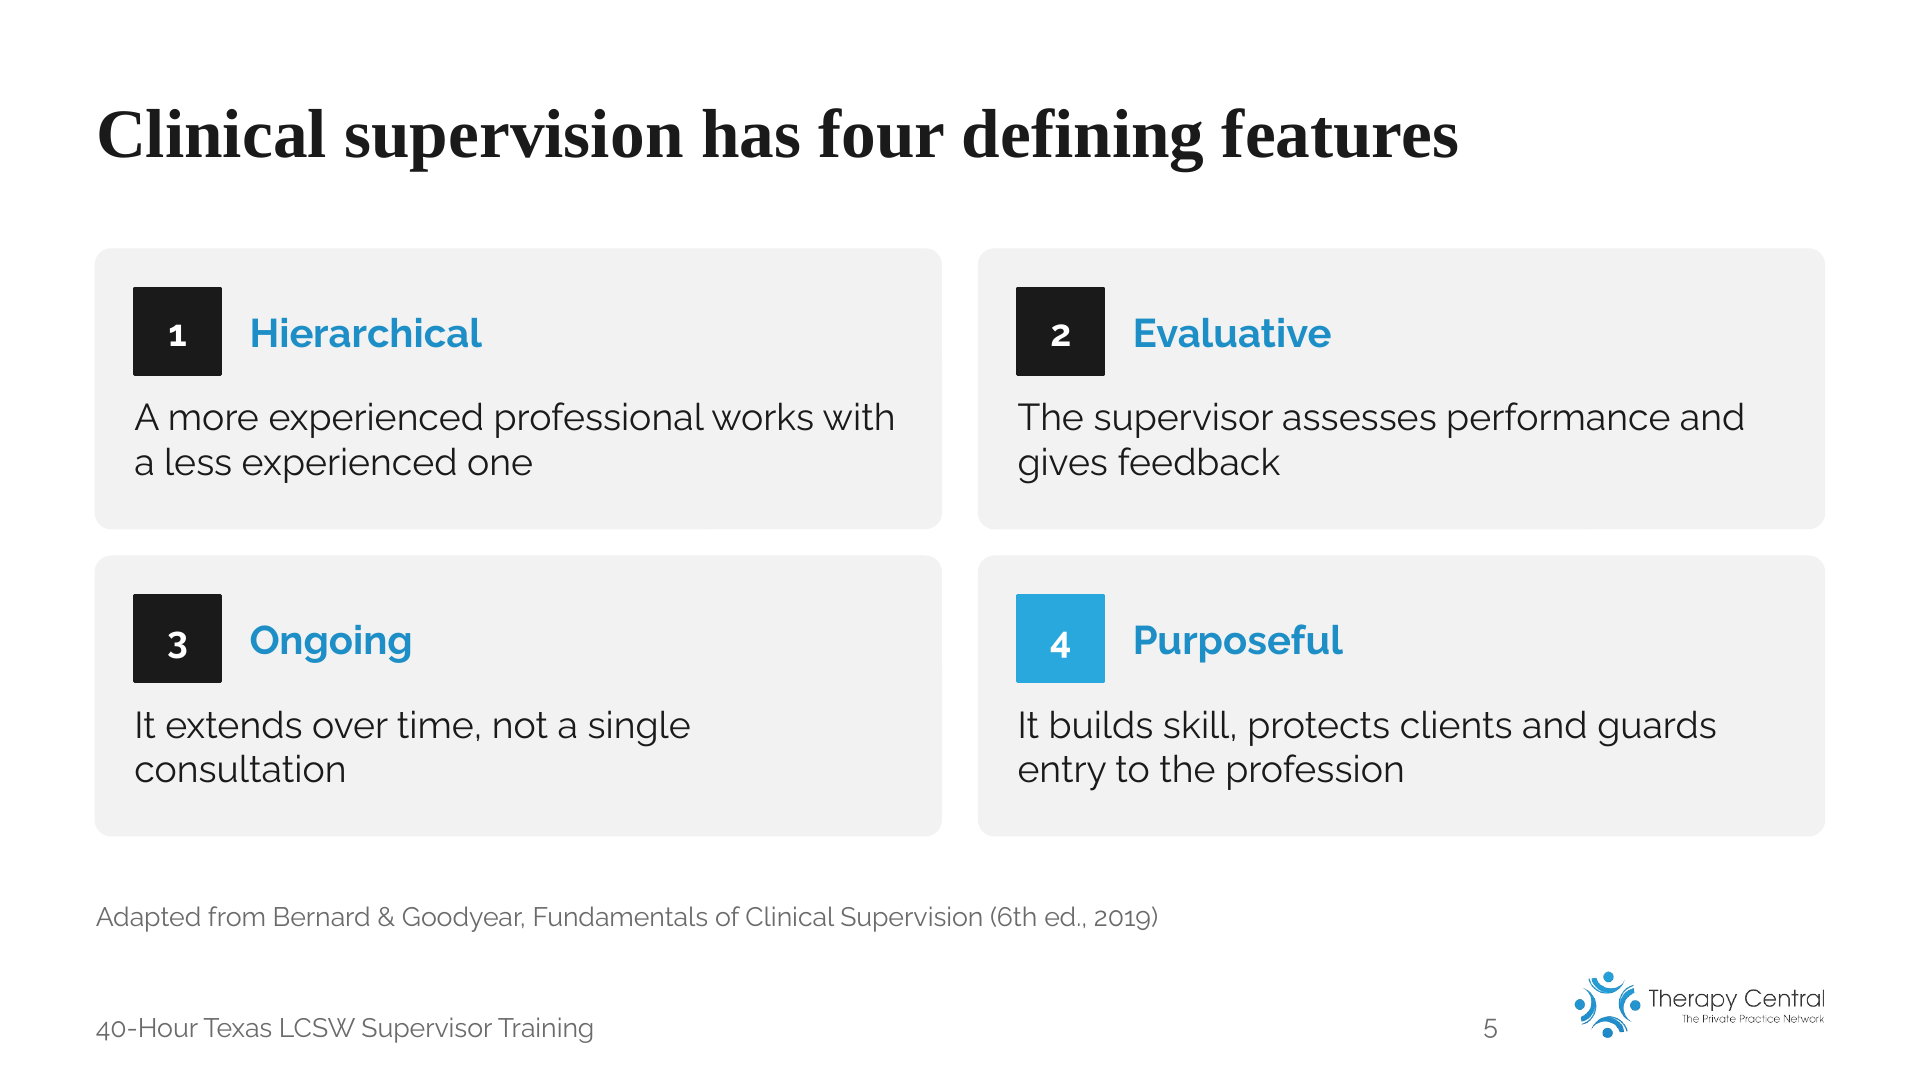 Clinical supervision has four defining features
1
Hierarchical
A more experienced professional works with
a less experienced one
2
Evaluative
The supervisor assesses performance and
gives feedback
3
Ongoing
It extends over time, not a single
consultation
4
Purposeful
It builds skill, protects clients and guards
entry to the profession
Adapted from Bernard & Goodyear, Fundamentals of Clinical Supervision (6th ed., 2019)
40-Hour Texas LCSW Supervisor Training
5
Therapy Central
The Private Practice Network